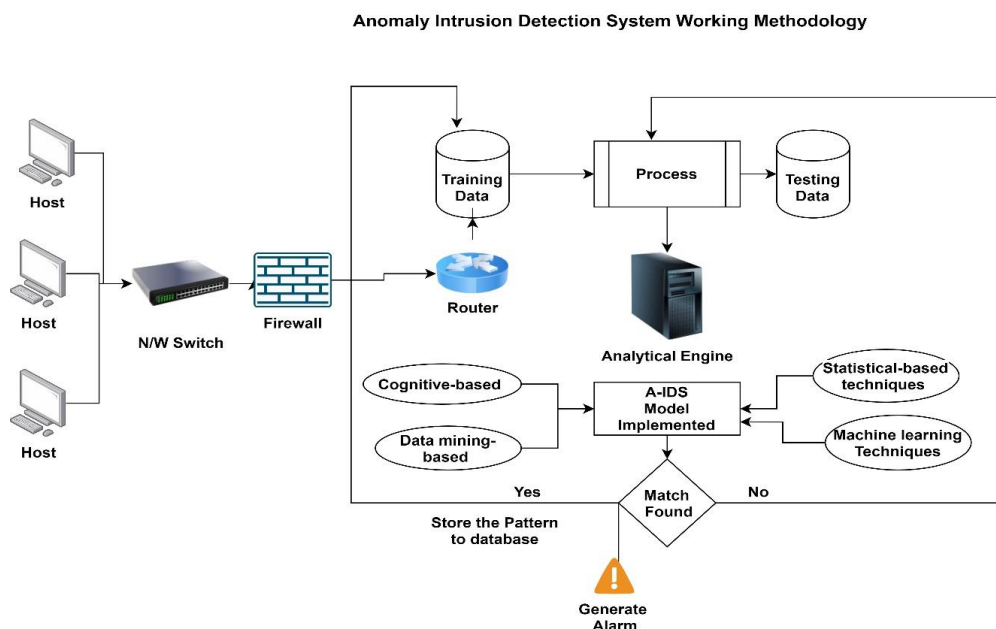 Anomaly Intrusion Detection System Working Methodology
Host
Host
Host
N/W Switch
Firewall
Training
Data
Router
Process
Testing
Data
Analytical Engine
Cognitive-based
Data mining-
based
A-IDS
Model
Implemented
Statistical-based
techniques
Machine learning
Techniques
Yes
Match
Found
No
Store the Pattern
to database
Generate
Alarm